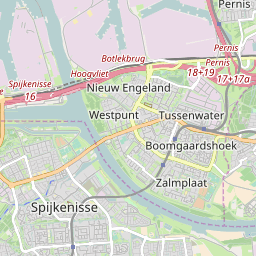 Pernis
Botlekbrug
Pernis
Spijkenisse
Hoogvliet
18+19
Pernis
16
Nieuw Engeland
17+17a
Westpunt
Tussenwater
Boomgaardshoek
Zalmplaat
Spijkenisse